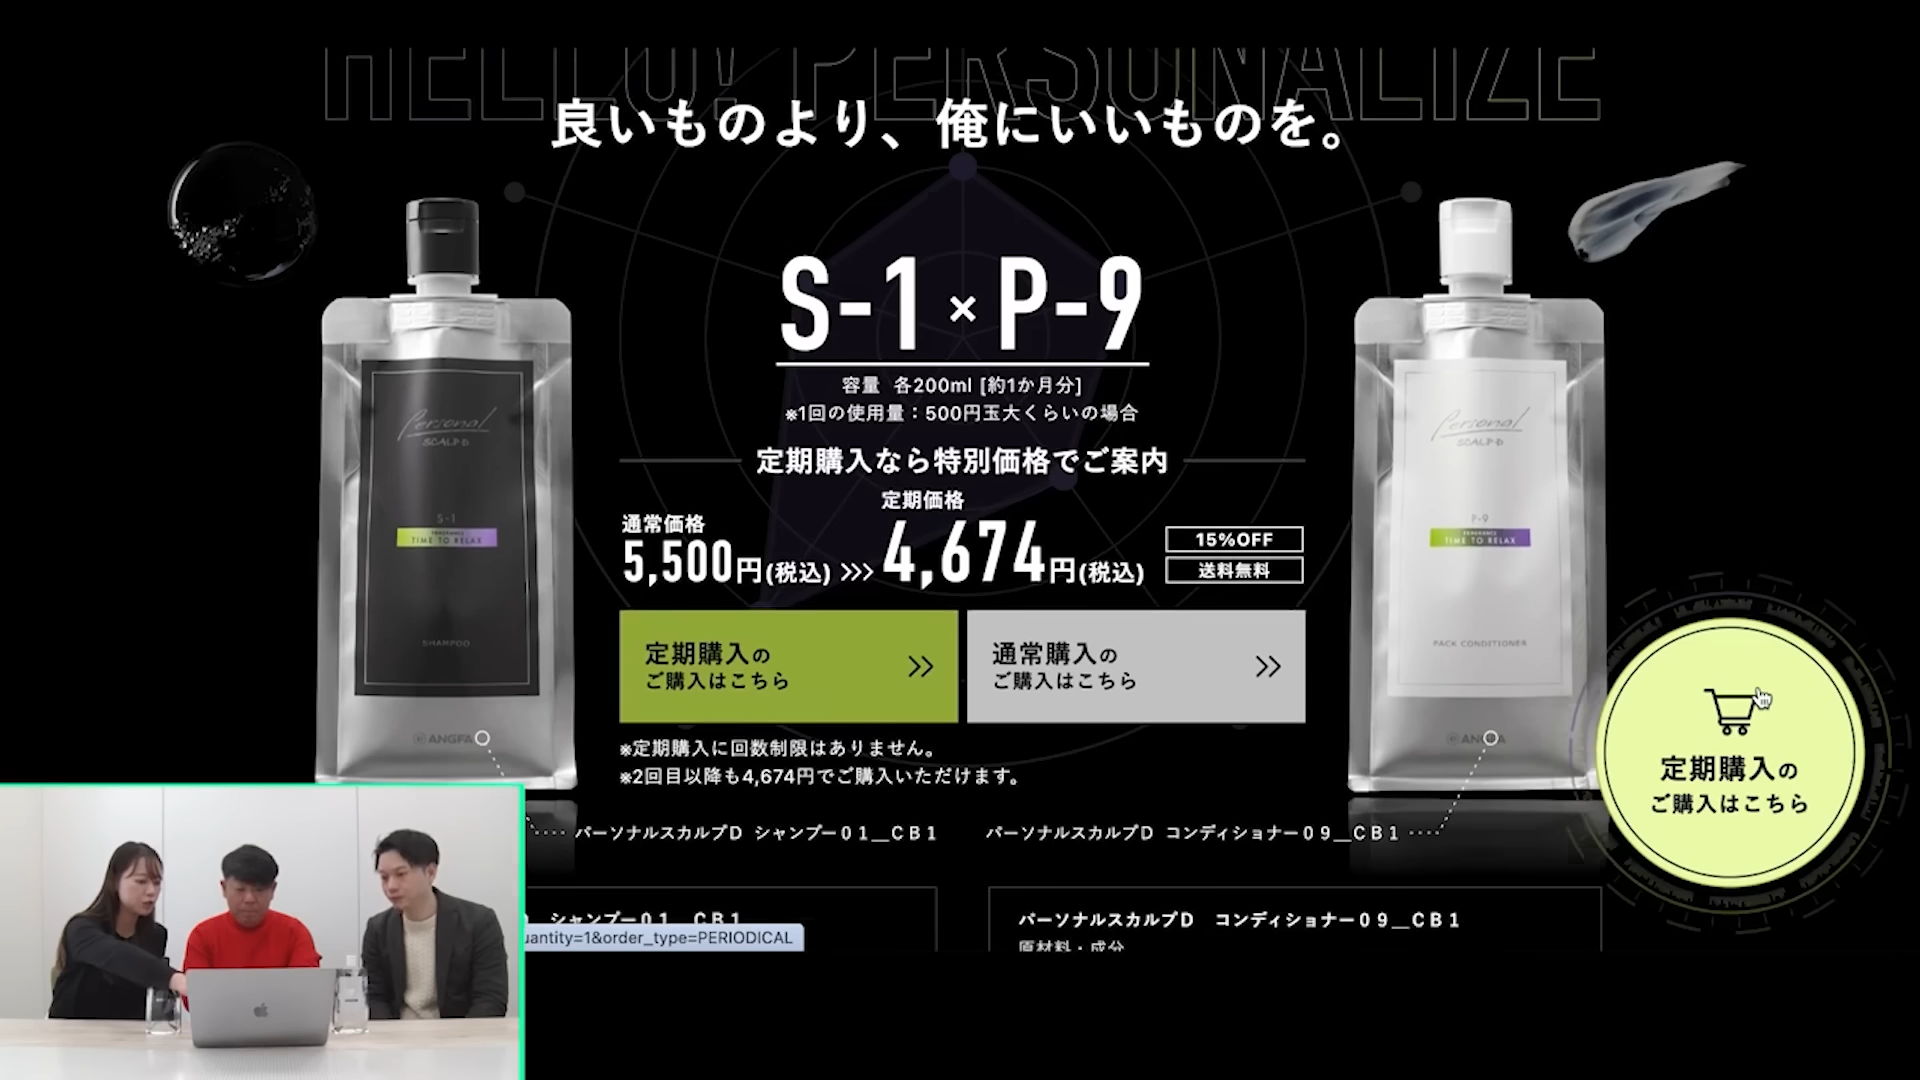 HELLO! PERSONALIZE
良いものより、俺にいいものを。
S-1 × P-9
容量 各200ml [約1か月分]
※1回の使用量：500円玉大くらいの場合
定期購入なら特別価格でご案内
通常価格
5,500円(税込)
定期価格
4,674円(税込)
15%OFF
送料無料
定期購入の
ご購入はこちら
通常購入の
ご購入はこちら
※定期購入に回数制限はありません。
※2回目以降も4,674円でご購入いただけます。
Personal
SCALP-D
S-1
FRAGRANCE
TIME TO RELAX
SHAMPOO
ANGFA
Personal
SCALP-D
P-9
FRAGRANCE
TIME TO RELAX
PACK CONDITIONER
ANGFA
定期購入の
ご購入はこちら
パーソナルスカルプD シャンプー01＿CB1
パーソナルスカルプD コンディショナー09＿CB1
シャンプー01＿CB1
パーソナルスカルプD コンディショナー09＿CB1
原材料・成分
uantity=1&order_type=PERIODICAL